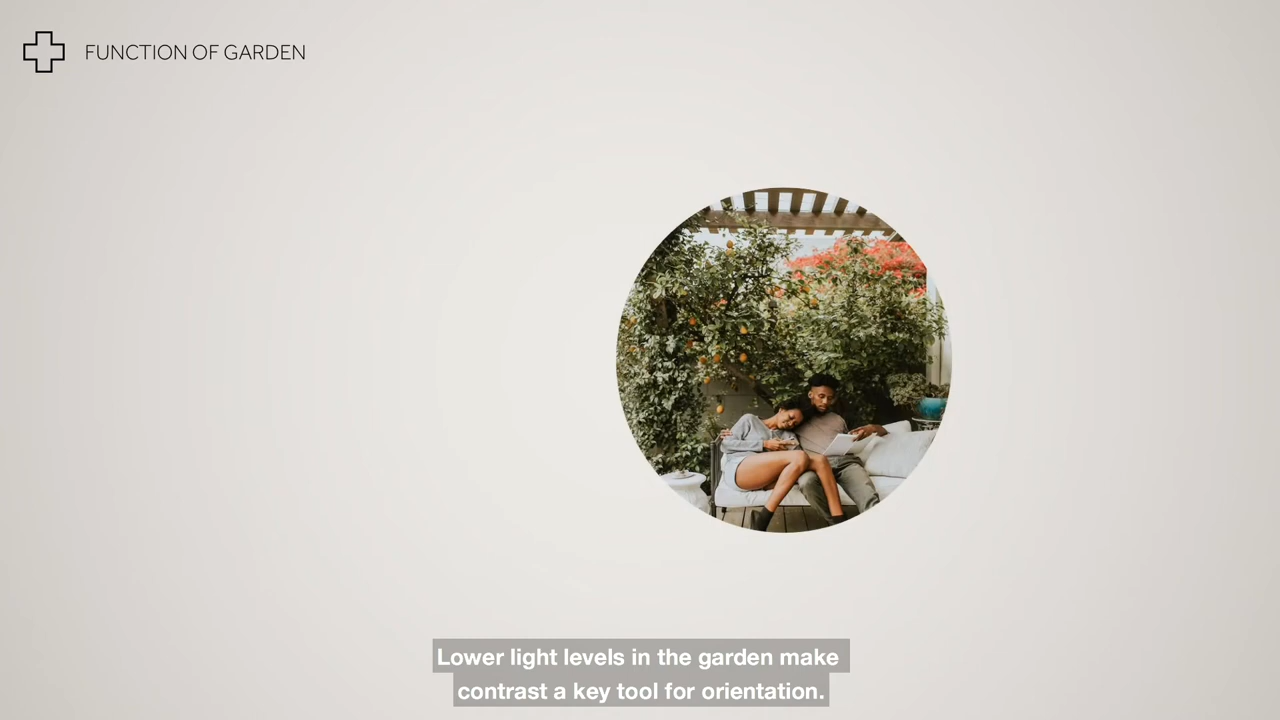 FUNCTION OF GARDEN
Lower light levels in the garden make
contrast a key tool for orientation.